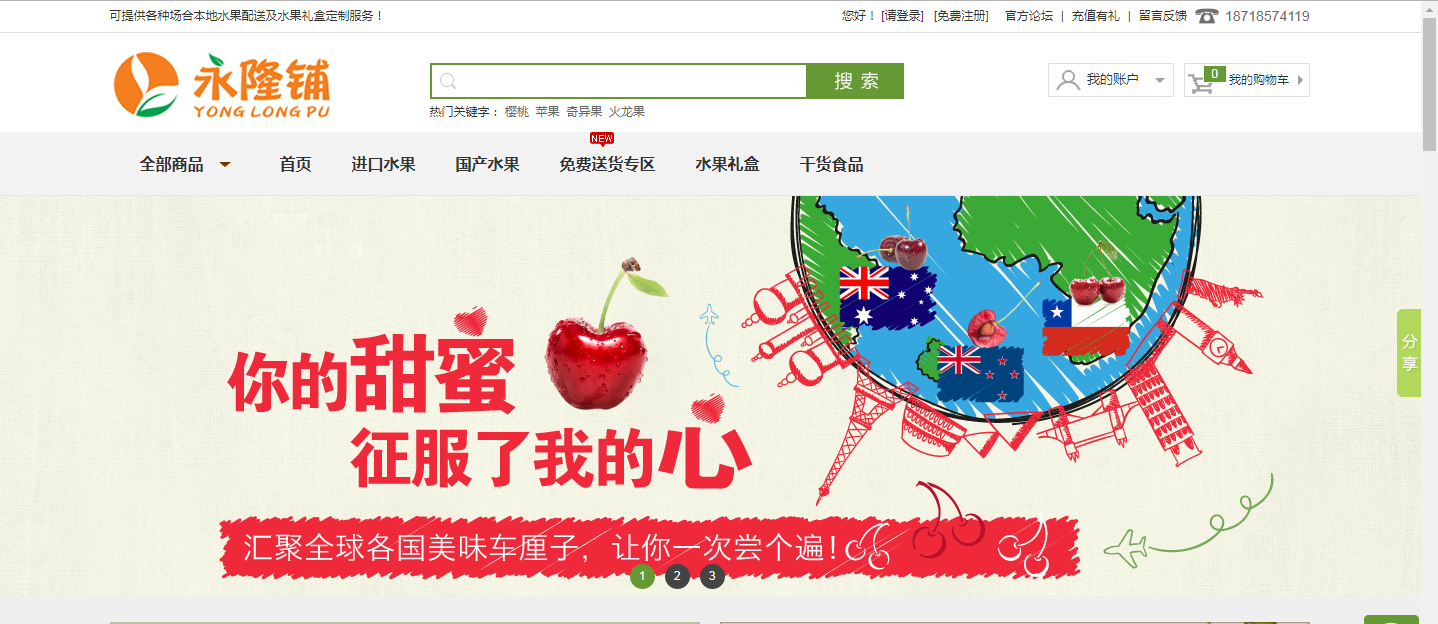 可提供各种场合本地水果配送及水果礼盒定制服务！
您好！ [请登录] [免费注册] 官方论坛 | 充值有礼 | 留言反馈 18718574119
永隆铺
YONG LONG PU
搜 索
我的账户
0 我的购物车
热门关键字： 樱桃 苹果 奇异果 火龙果
NEW
全部商品 首页 进口水果 国产水果 免费送货专区 水果礼盒 干货食品
你的甜蜜
征服了我的心
分享
汇聚全球各国美味车厘子，让你一次尝个遍！
1 2 3